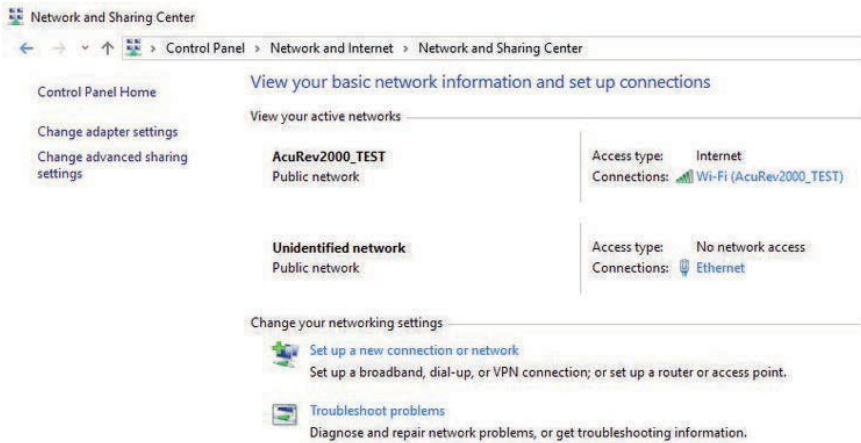 Network and Sharing Center
Control Panel > Network and Internet > Network and Sharing Center
Control Panel Home
Change adapter settings
Change advanced sharing
settings
View your basic network information and set up connections
View your active networks
AcuRev2000_TEST
Public network
Access type: Internet
Connections: Wi-Fi (AcuRev2000_TEST)
Unidentified network
Public network
Access type: No network access
Connections: Ethernet
Change your networking settings
Set up a new connection or network
Set up a broadband, dial-up, or VPN connection; or set up a router or access point.
Troubleshoot problems
Diagnose and repair network problems, or get troubleshooting information.